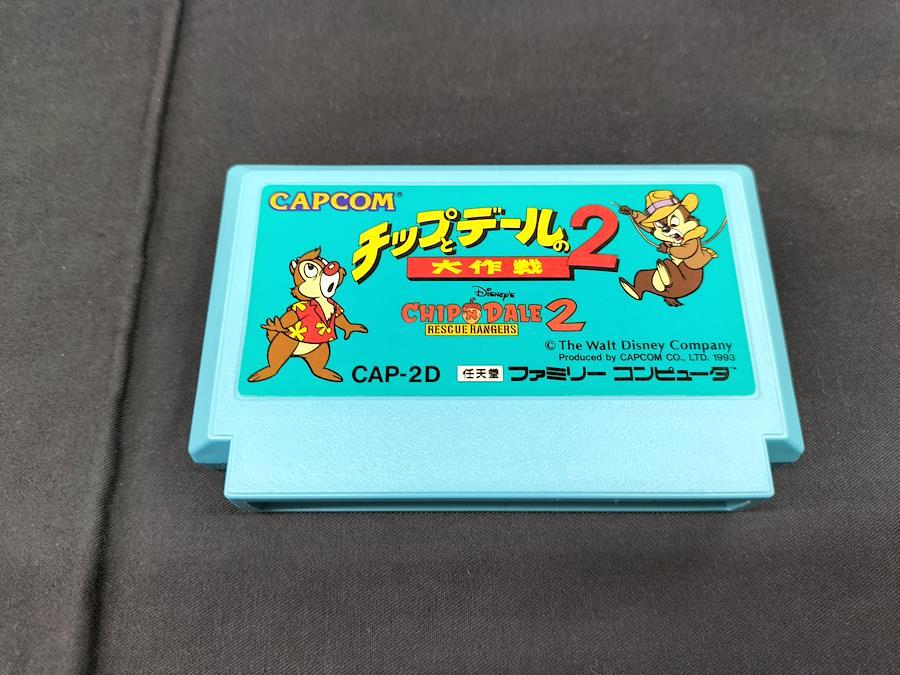 CAPCOM®
チップとデールの
大作戦 2
Disney's
CHIP 'N DALE 2
RESCUE RANGERS
© The Walt Disney Company
Produced by CAPCOM CO., LTD. 1993
CAP-2D 任天堂 ファミリー コンピュータ™